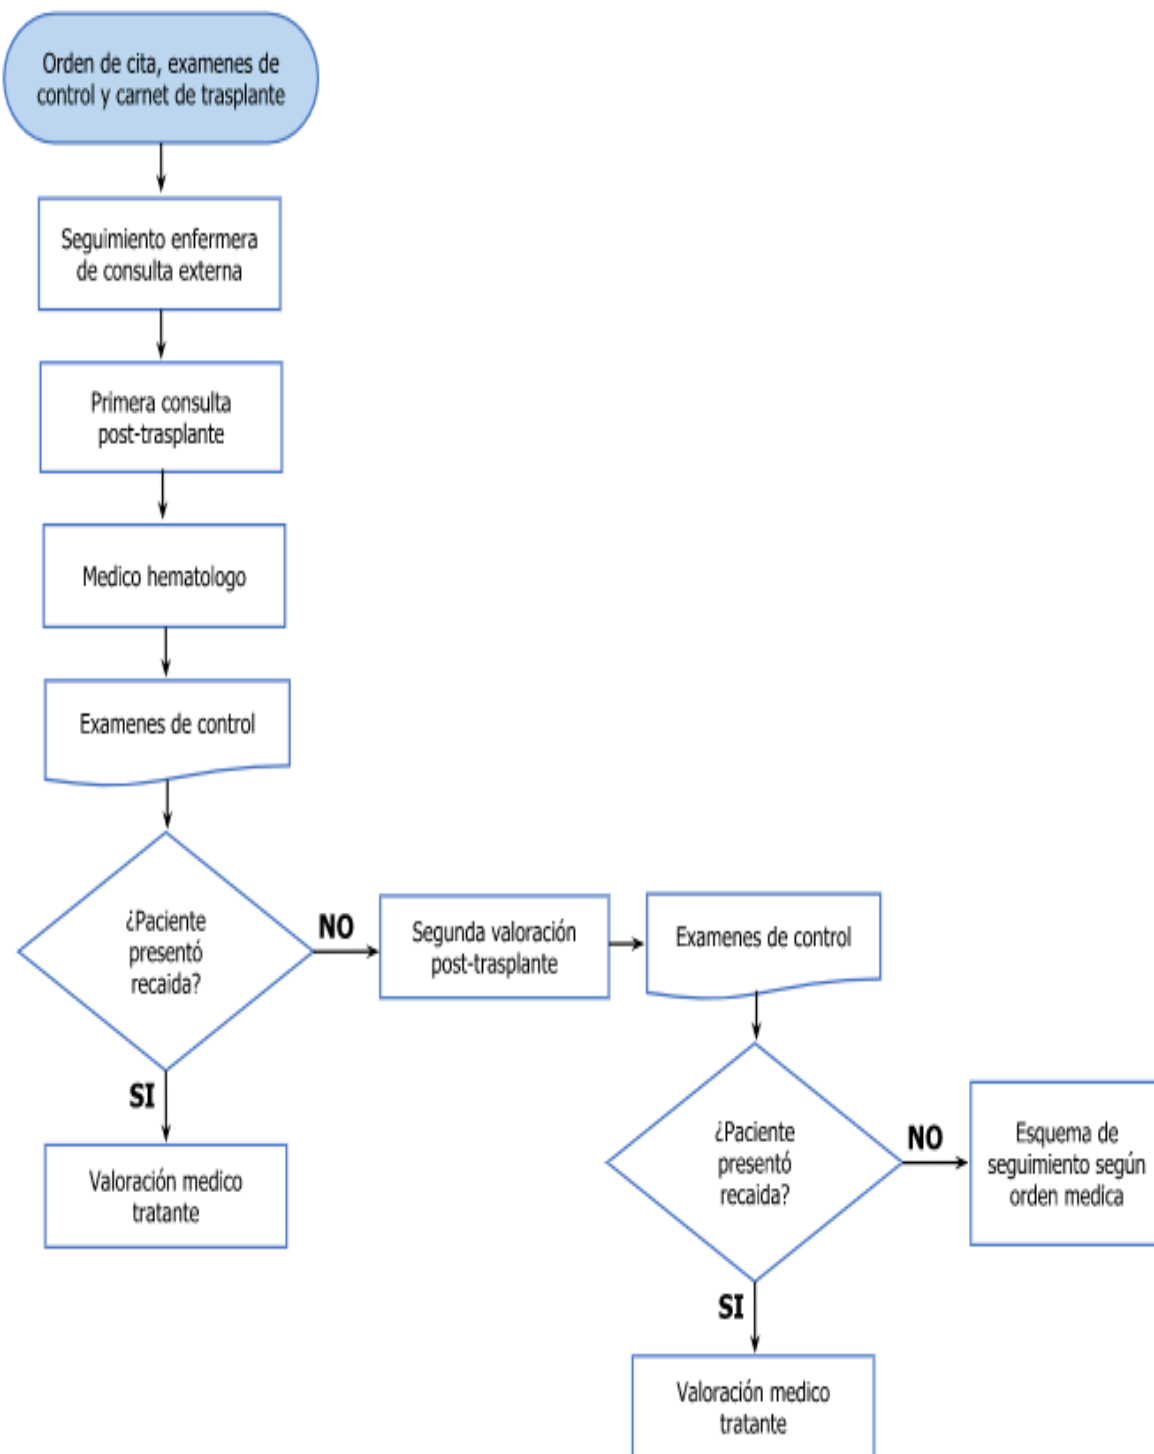 Orden de cita, examenes de
control y carnet de trasplante
Seguimiento enfermera
de consulta externa
Primera consulta
post-trasplante
Medico hematologo
Examenes de control
¿Paciente
presentó
recaida?
NO
Segunda valoración
post-trasplante
Examenes de control
SI
Valoración medico
tratante
¿Paciente
presentó
recaida?
NO
Esquema de
seguimiento según
orden medica
SI
Valoración medico
tratante